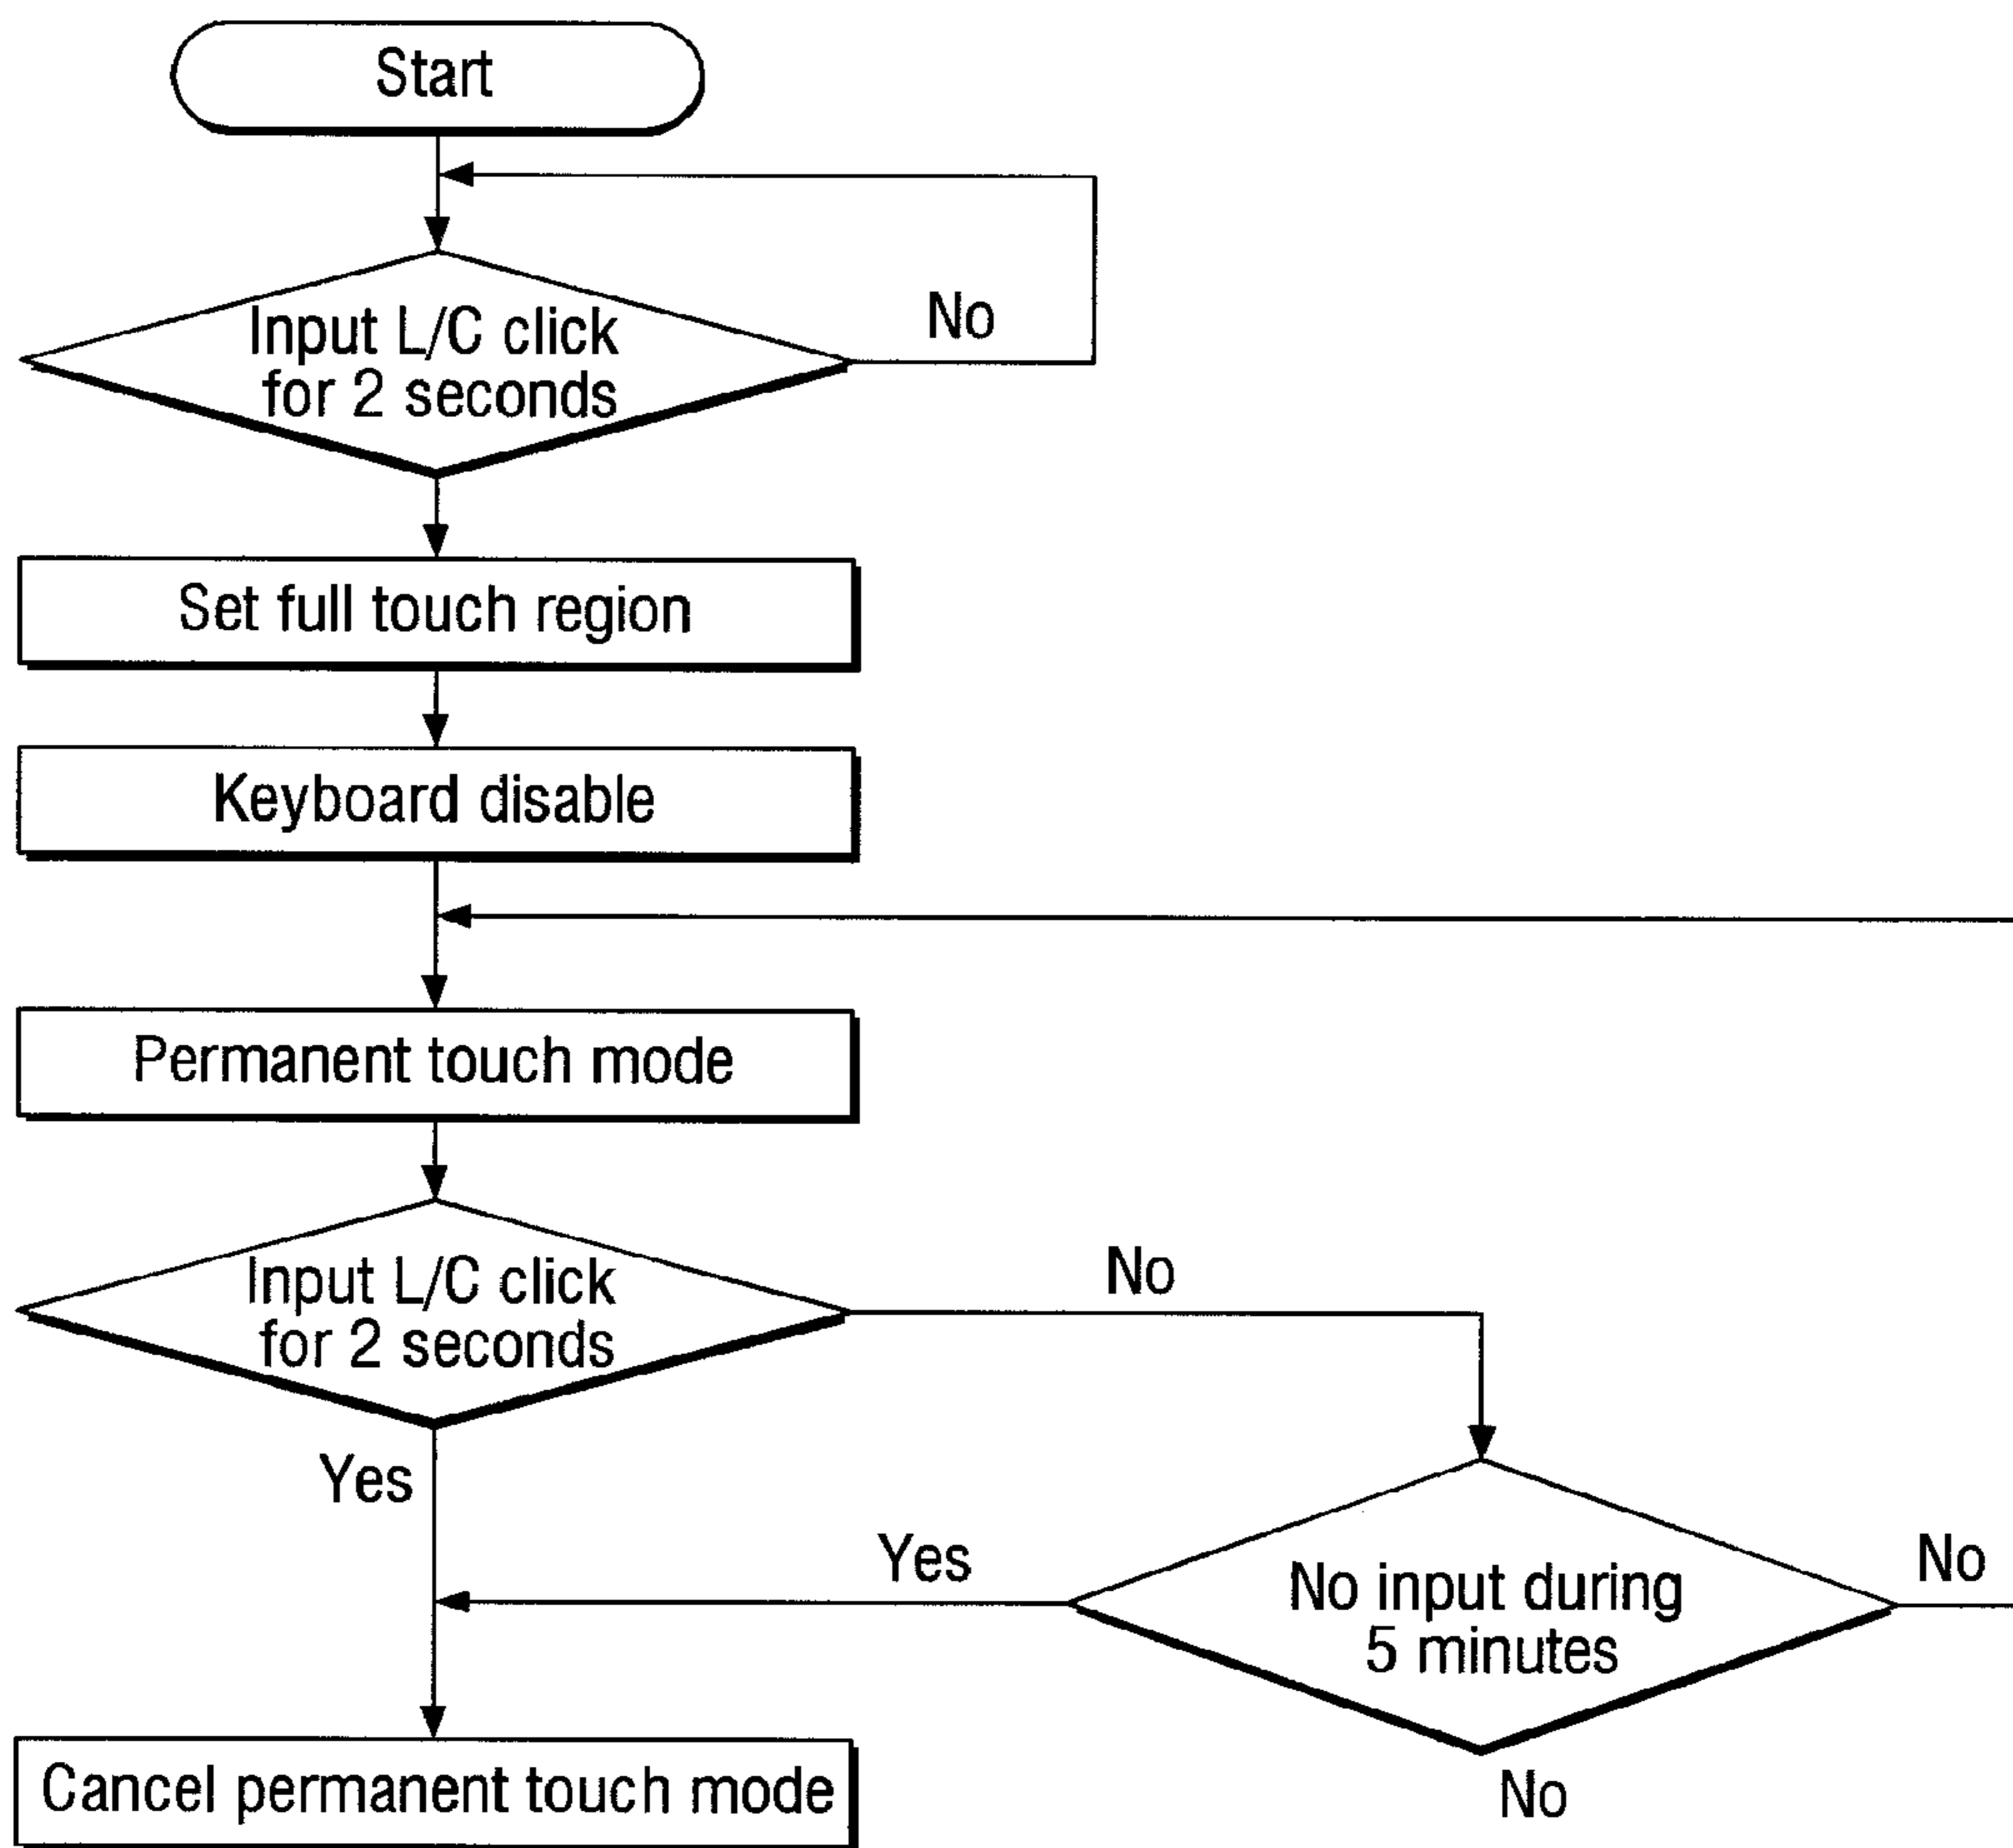 Start
Input L/C click
for 2 seconds
No
Set full touch region
Keyboard disable
Permanent touch mode
Input L/C click
for 2 seconds
No
Yes
Yes
No input during
5 minutes
No
No
Cancel permanent touch mode